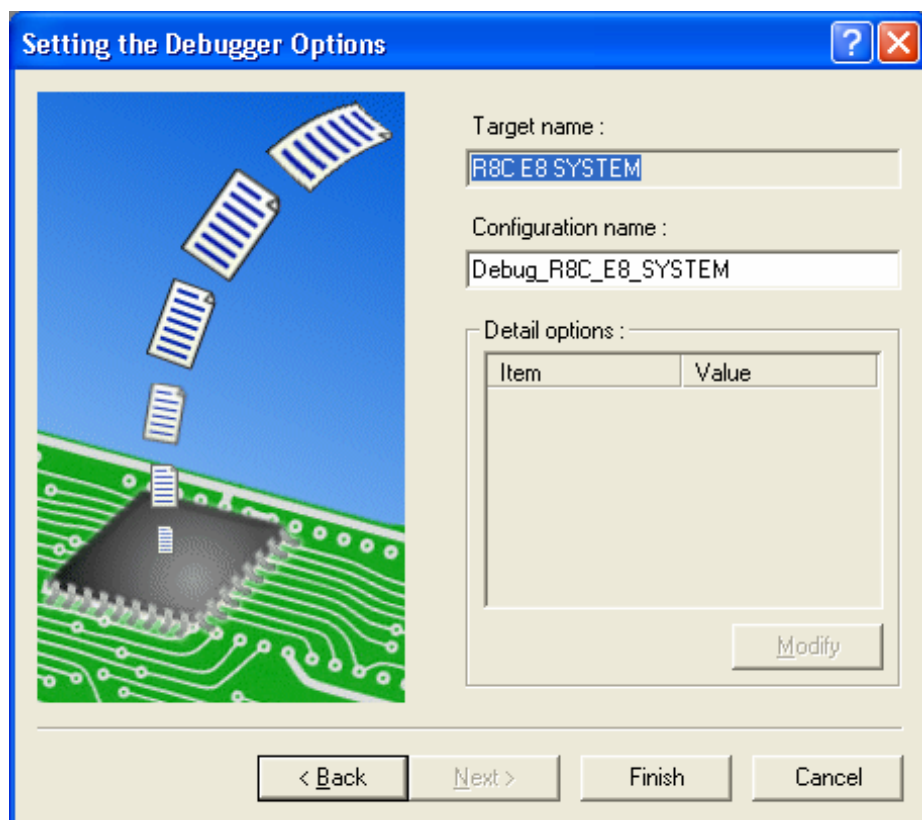 Setting the Debugger Options
Target name :
R8C E8 SYSTEM
Configuration name :
Debug_R8C_E8_SYSTEM
Detail options :
Item Value
Modify
< Back Next > Finish Cancel